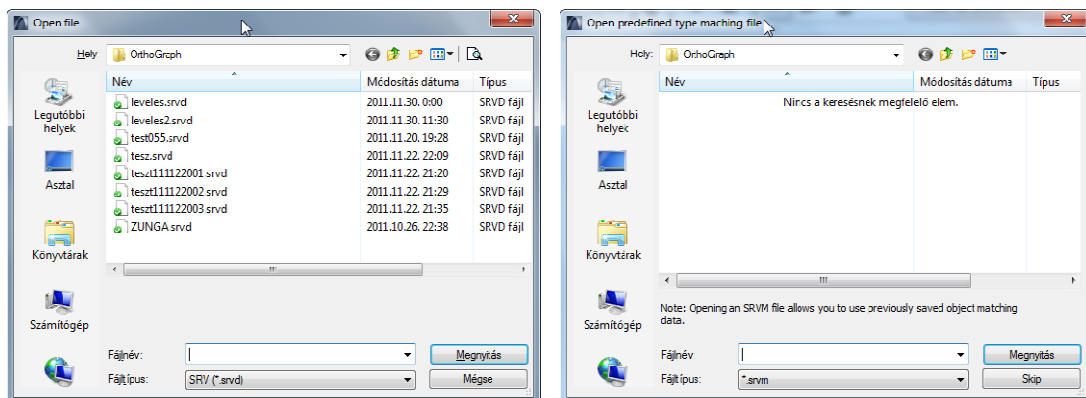 Open file
Hely
OrthoGraph
Név
Módosítás dátuma
Típus
leveles.srvd
2011.11.30. 0:00
SRVD fájl
leveles2.srvd
2011.11.30. 11:30
SRVD fájl
test055.srvd
2011.11.20. 19:28
SRVD fájl
tesz.srvd
2011.11.22. 22:09
SRVD fájl
teszt111122001 srvd
2011.11.22. 21:20
SRVD fájl
teszt111122002 srvd
2011.11.22. 21:29
SRVD fájl
teszt111122003 srvd
2011.11.22. 21:35
SRVD fájl
ZUNGA srvd
2011.10.26. 22:38
SRVD fájl
Legutóbbi
helyek
Asztal
Könyvtárak
Számítógép
Fájlnév:
Megnyitás
Fájltípus:
SRV (*.srvd)
Mégse
Open predefined type maching file
Hely:
OrthoGraph
Név
Módosítás dátuma
Típus
Nincs a keresésnek megfelelő elem.
Legutóbbi
helyek
Asztal
Könyvtárak
Számítógép
Note: Opening an SRVM file allows you to use previously saved object matching
data.
Fájlnév
Megnyitás
Fájltípus:
*.srvm
Skip